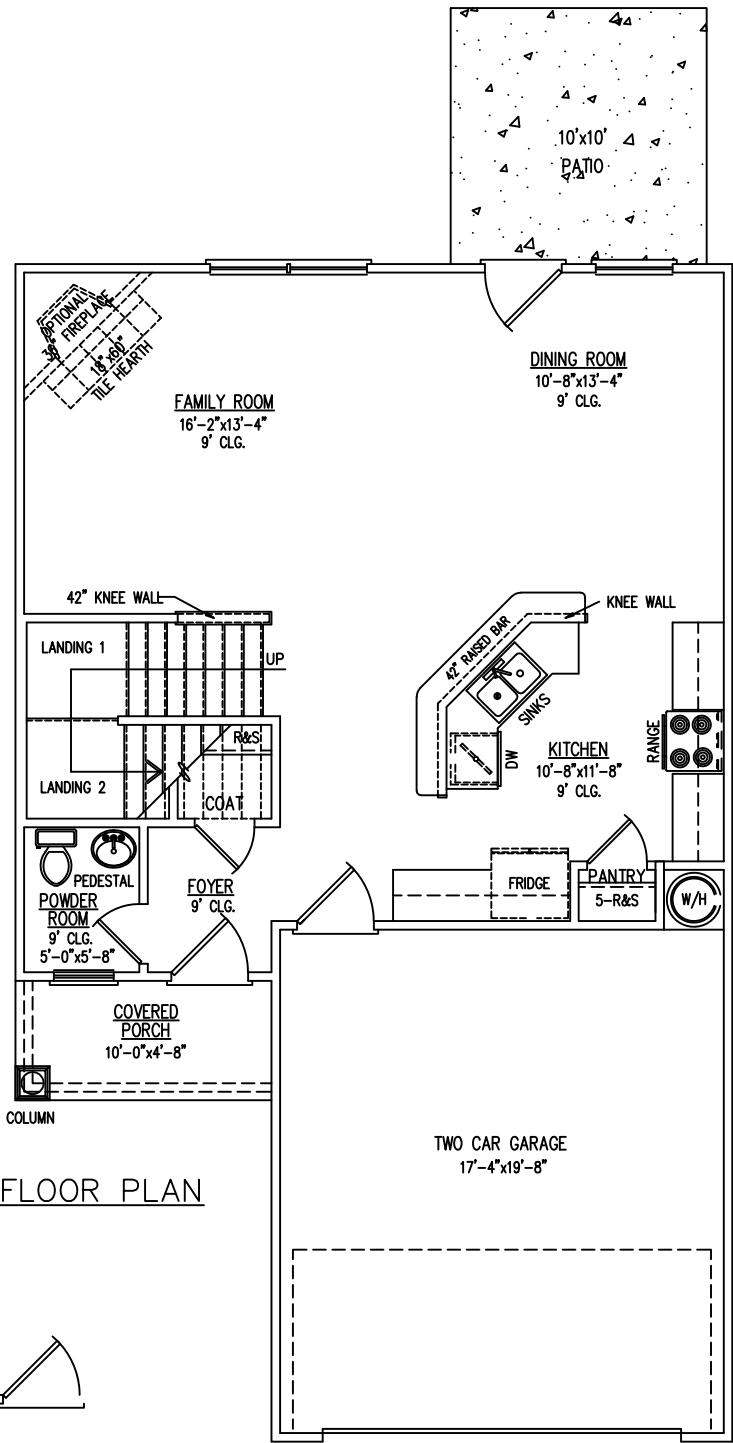 10'x10'
PATIO
OPTIONAL
36" FIREPLACE
18"x60"
TILE HEARTH
FAMILY ROOM
16'-2"x13'-4"
9' CLG.
DINING ROOM
10'-8"x13'-4"
9' CLG.
42" KNEE WALL
KNEE WALL
LANDING 1
UP
42" RAISED BAR
SINKS
R&S
DW
KITCHEN
10'-8"x11'-8"
9' CLG.
RANGE
LANDING 2
COAT
PEDESTAL
POWDER
ROOM
9' CLG.
5'-0"x5'-8"
FOYER
9' CLG.
FRIDGE
PANTRY
5-R&S
W/H
COVERED
PORCH
10'-0"x4'-8"
COLUMN
TWO CAR GARAGE
17'-4"x19'-8"
FLOOR PLAN